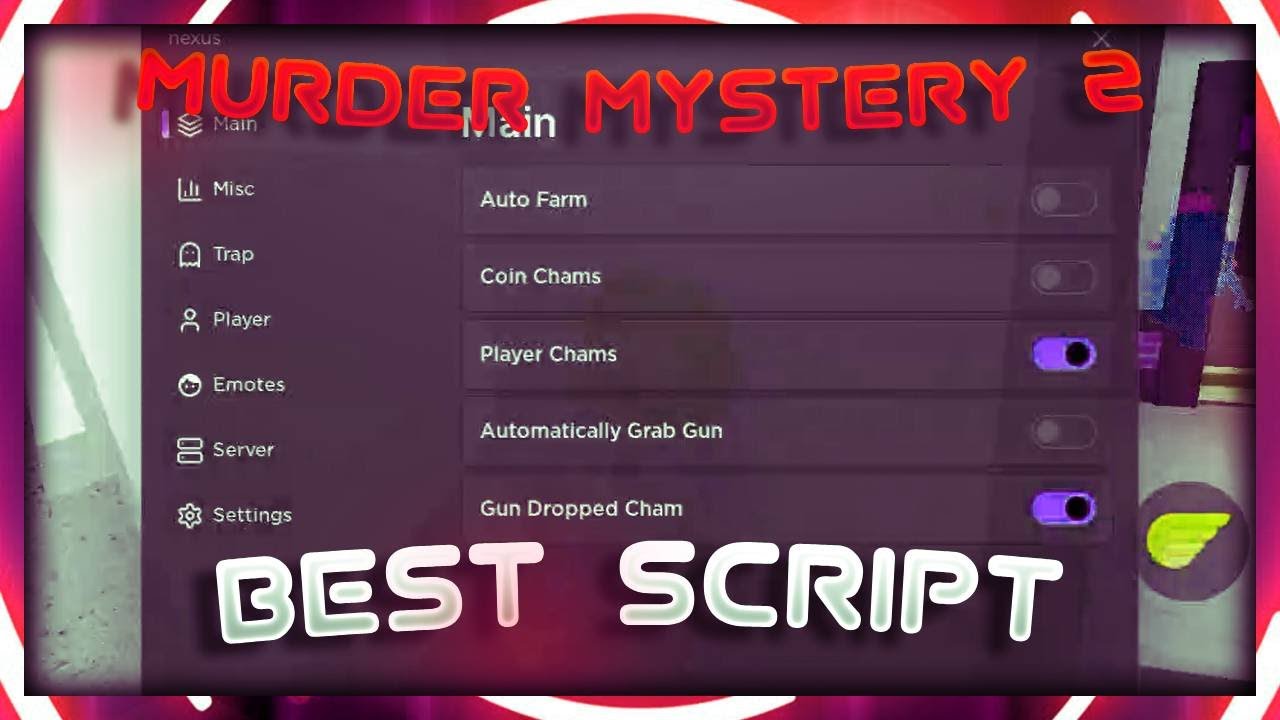 nexus
MURDER MYSTERY 2
Main
Main
Misc
Auto Farm
Trap
Coin Chams
Player
Player Chams
Emotes
Automatically Grab Gun
Server
Gun Dropped Cham
Settings
BEST SCRIPT